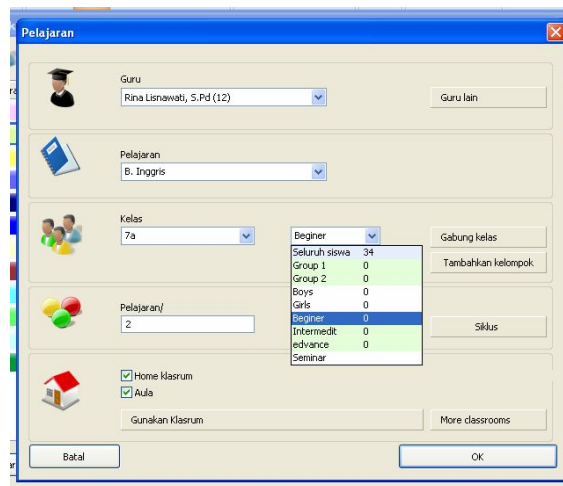 Pelajaran
Guru
Rina Lisnawati, S.Pd (12)
Guru lain
Pelajaran
B. Inggris
Kelas
7a
Beginer
Gabung kelas
Seluruh siswa 34
Group 1 0
Tambahkan kelompok
Group 2 0
Boys 0
Girls 0
Pelajaran/
Beginer 0
2
Intermedit 0
Siklus
edvance 0
Seminar
Home klasrum
Aula
Gunakan Klasrum
More classrooms
Batal
OK